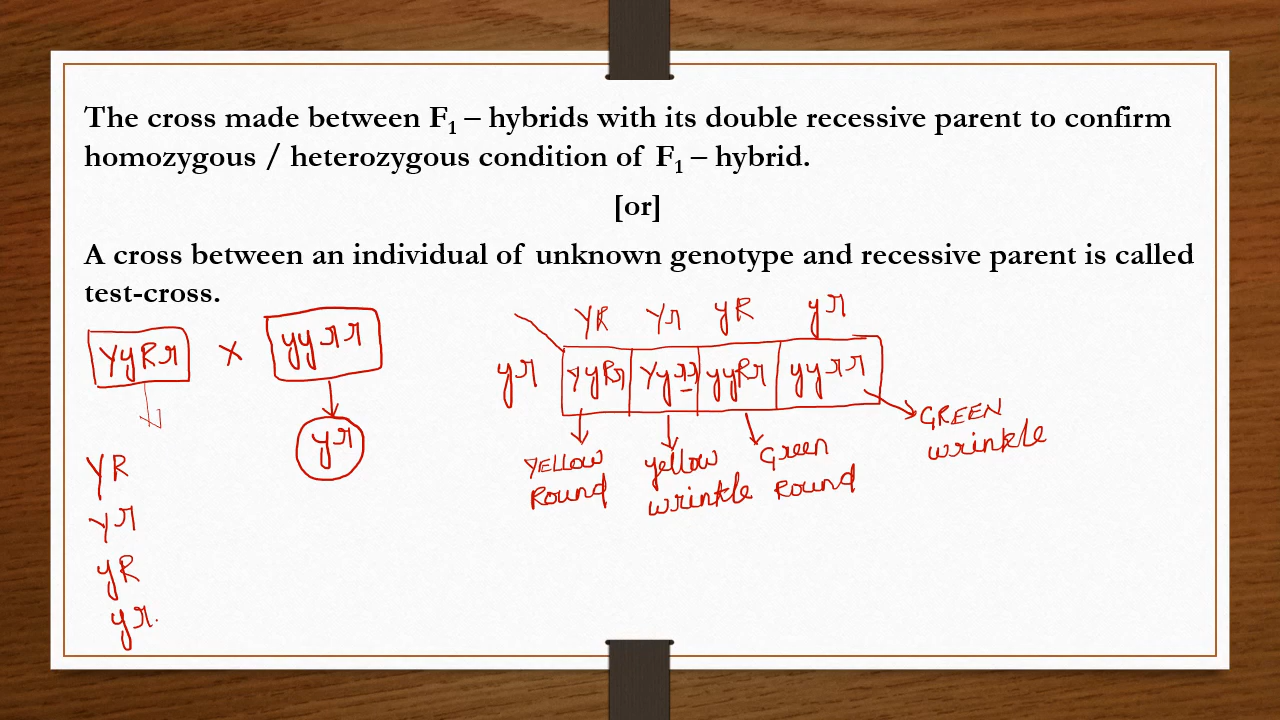 The cross made between F₁ – hybrids with its double recessive parent to confirm
homozygous / heterozygous condition of F₁ – hybrid.
[or]
A cross between an individual of unknown genotype and recessive parent is called
test-cross.
YyRr x yyrr
yr
YR
Yr
yR
yr.
YR Yr yR yr
yr YyRr Yyrr yyRr yyrr
YELLOW Round
yellow wrinkle
Green Round
GREEN wrinkle